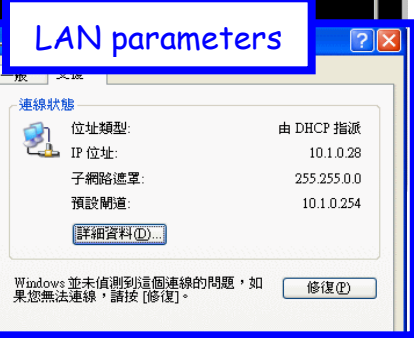 LAN parameters
連線狀態
位址類型: 由 DHCP 指派
IP 位址: 10.1.0.28
子網路遮罩: 255.255.0.0
預設閘道: 10.1.0.254
詳細資料(D)...
Windows 並未偵測到這個連線的問題，如
果您無法連線，請按 [修復]。
修復(P)